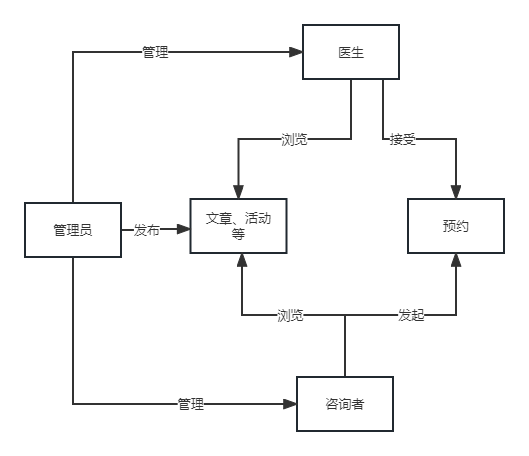 医生
管理
浏览
接受
文章、活动
等
预约
管理员
发布
浏览
发起
管理
咨询者